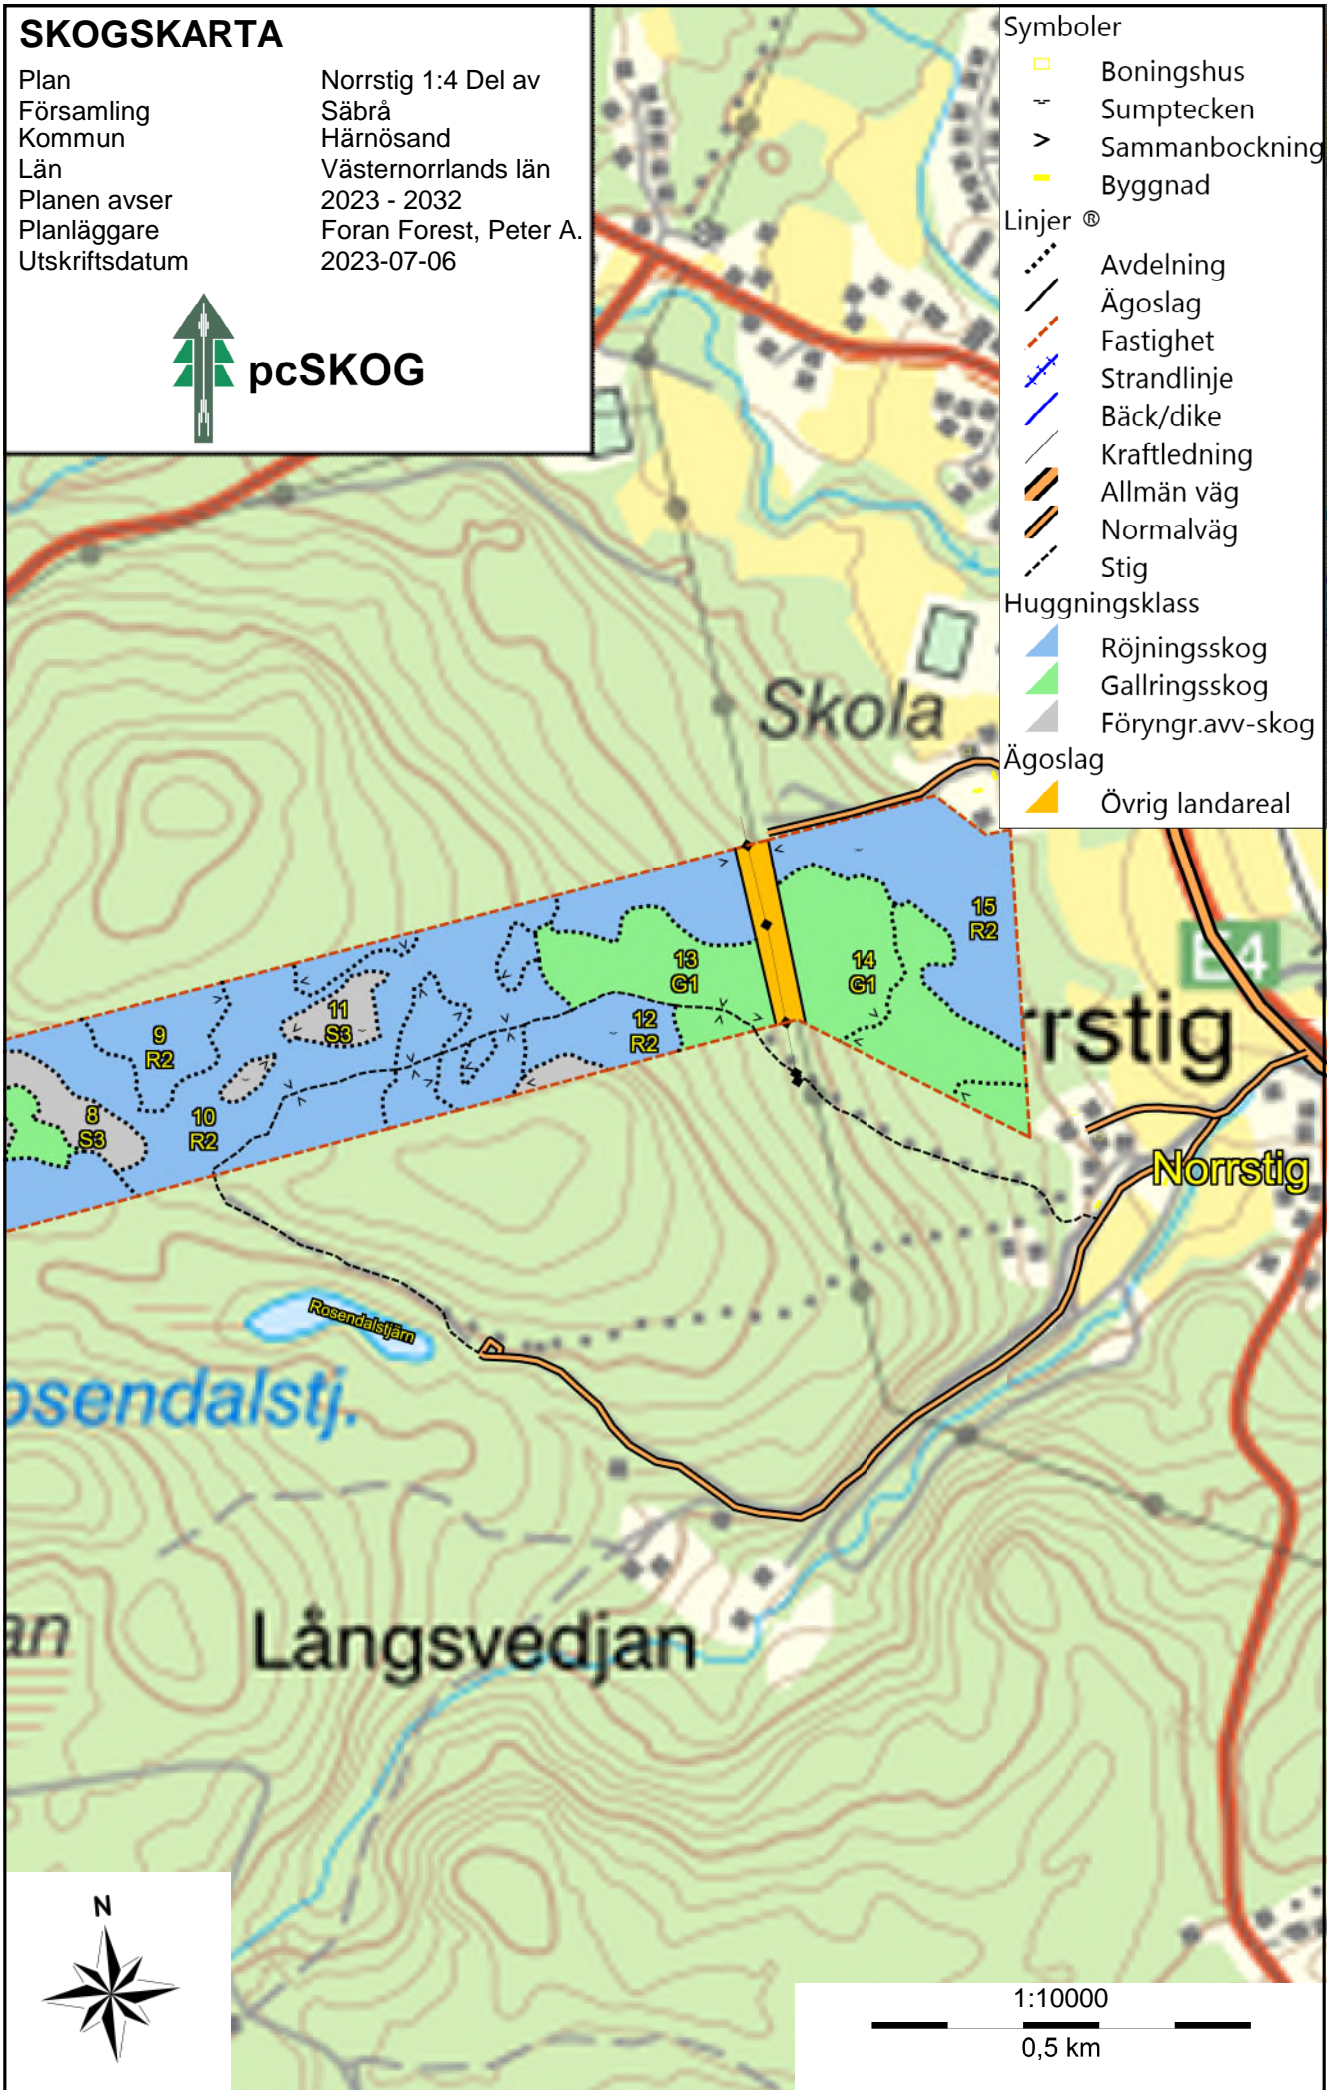 SKOGSKARTA
Plan Norrstig 1:4 Del av
Församling Säbrå
Kommun Härnösand
Län Västernorrlands län
Planen avser 2023 - 2032
Planläggare Foran Forest, Peter A.
Utskriftsdatum 2023-07-06
pcSKOG
Symboler
Boningshus
Sumptecken
Sammanbockning
Byggnad
Linjer ®
Avdelning
Ägoslag
Fastighet
Strandlinje
Bäck/dike
Kraftledning
Allmän väg
Normalväg
Stig
Huggningsklass
Röjningsskog
Gallringsskog
Föryngr.avv-skog
Ägoslag
Övrig landareal
Skola
15
R2
13
G1
14
G1
E4
11
S3
12
R2
rrstig
9
R2
8
S3
10
R2
Norrstig
Rosendalstjärn
osendalstj.
an
Långsvedjan
N
1:10000
0,5 km